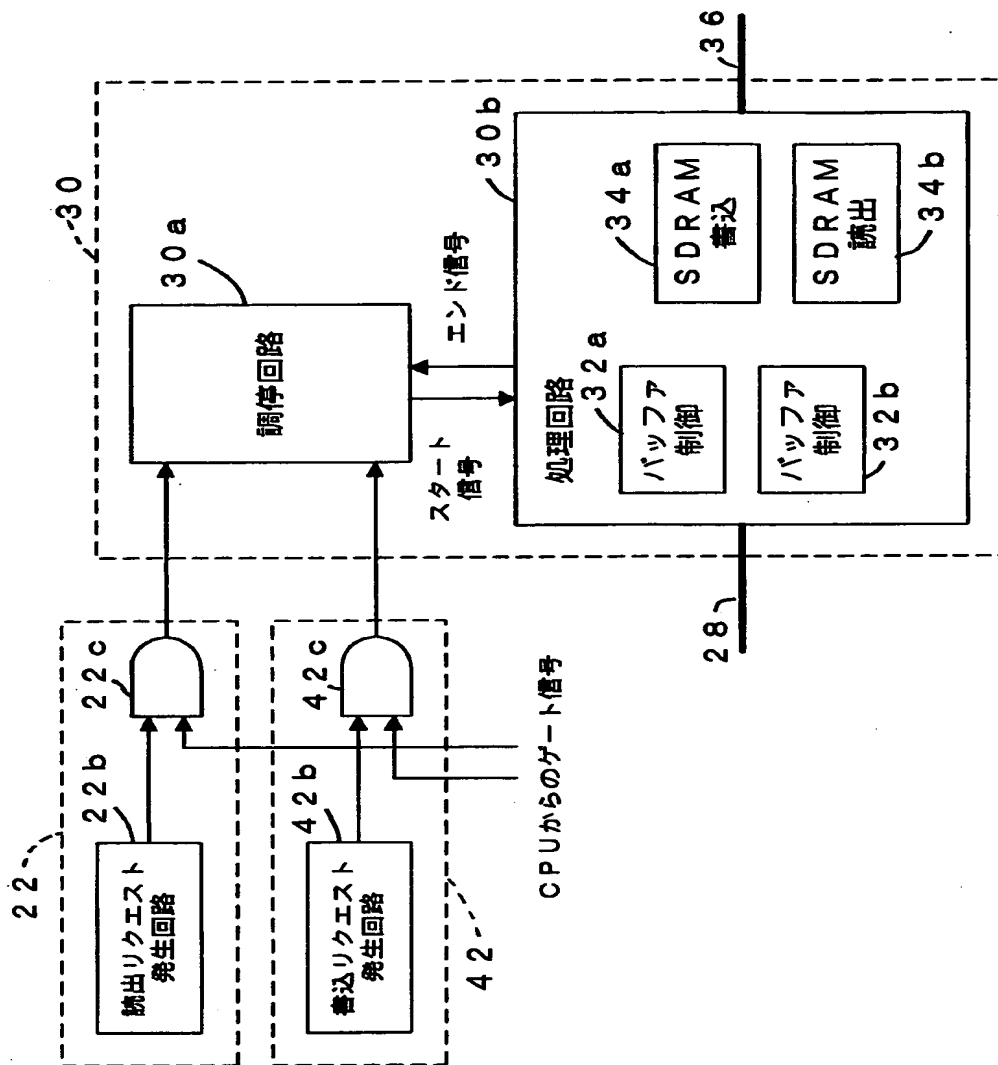 22
22b
読出リクエスト
発生回路
22c
42b
書込リクエスト
発生回路
42c
42
CPUからのゲート信号
30
30a
調停回路
スタート
信号
エンド信号
30b
処理回路
32a
バッファ
制御
34a
SDRAM
書込
バッファ
制御
32b
SDRAM
読出
34b
28
36